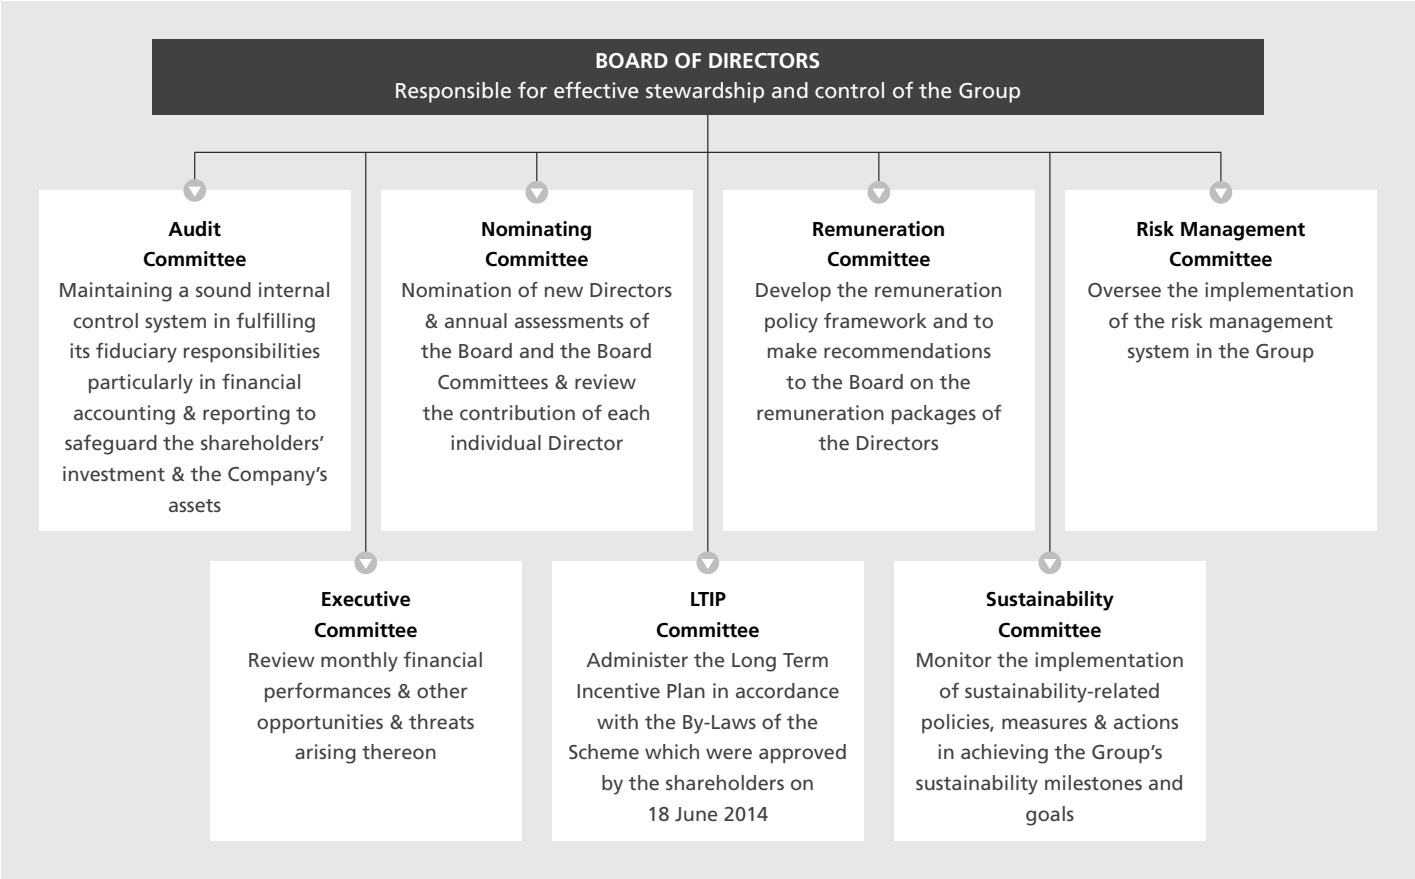 BOARD OF DIRECTORS
Responsible for effective stewardship and control of the Group
Audit
Committee
Maintaining a sound internal
control system in fulfilling
its fiduciary responsibilities
particularly in financial
accounting & reporting to
safeguard the shareholders’
investment & the Company’s
assets
Nominating
Committee
Nomination of new Directors
& annual assessments of
the Board and the Board
Committees & review
the contribution of each
individual Director
Remuneration
Committee
Develop the remuneration
policy framework and to
make recommendations
to the Board on the
remuneration packages of
the Directors
Risk Management
Committee
Oversee the implementation
of the risk management
system in the Group
Executive
Committee
Review monthly financial
performances & other
opportunities & threats
arising thereon
LTIP
Committee
Administer the Long Term
Incentive Plan in accordance
with the By-Laws of the
Scheme which were approved
by the shareholders on
18 June 2014
Sustainability
Committee
Monitor the implementation
of sustainability-related
policies, measures & actions
in achieving the Group’s
sustainability milestones and
goals